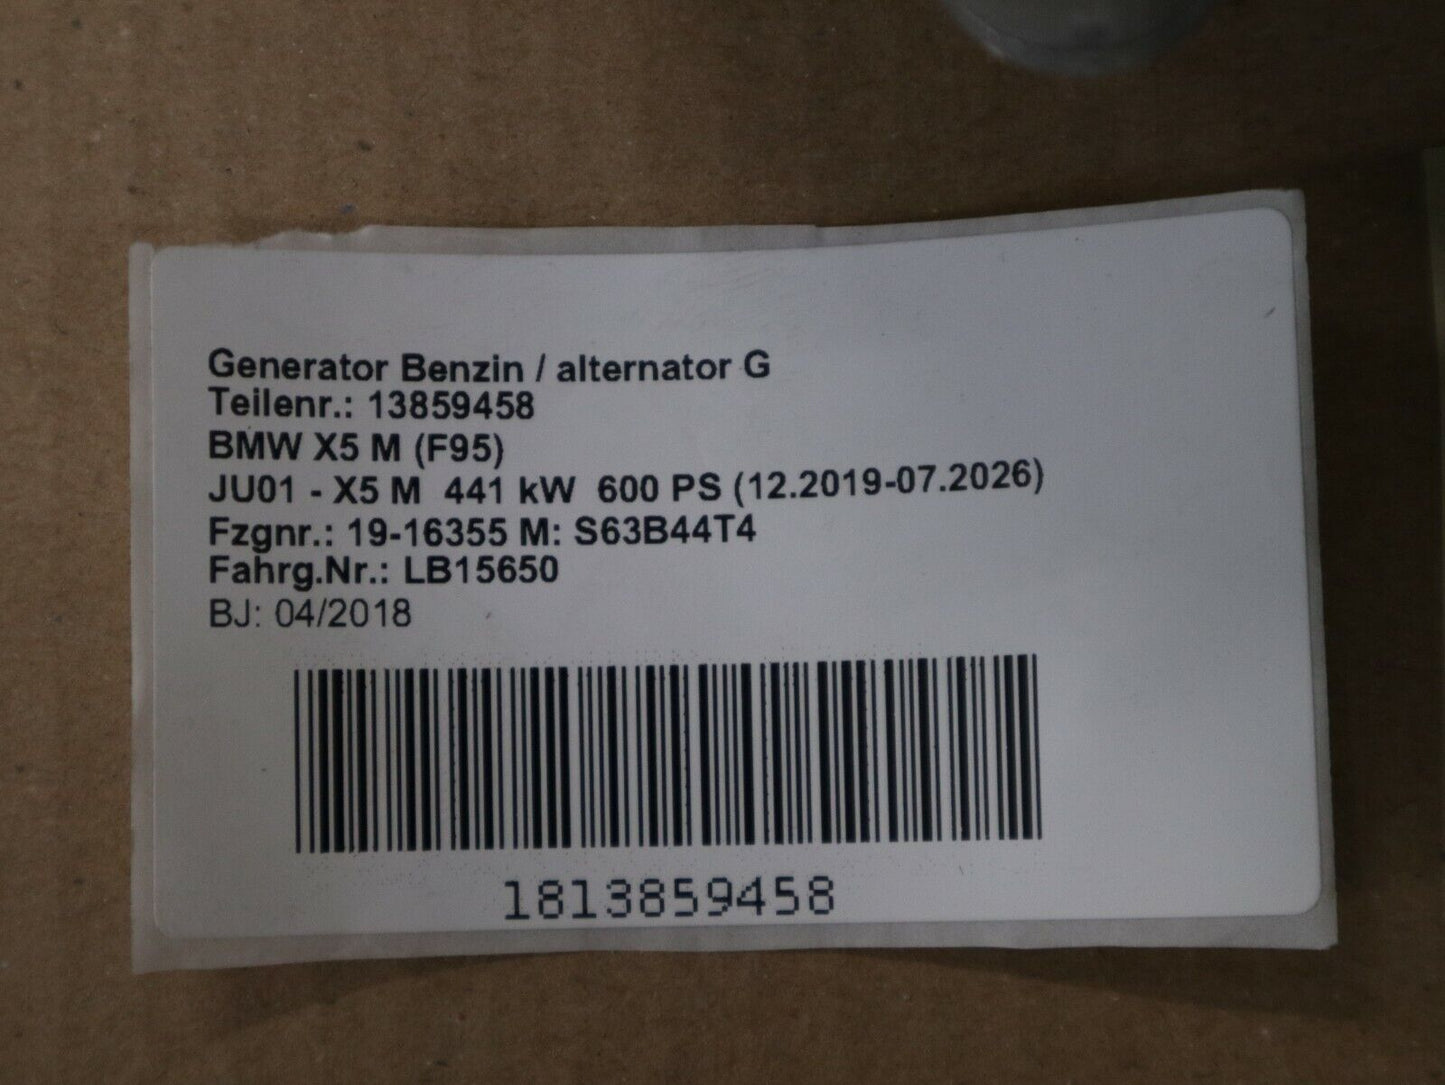 Generator Benzin / alternator G
Teilenr.: 13859458
BMW X5 M (F95)
JU01 - X5 M 441 kW 600 PS (12.2019-07.2026)
Fzgnr.: 19-16355 M: S63B44T4
Fahrg.Nr.: LB15650
BJ: 04/2018
1813859458